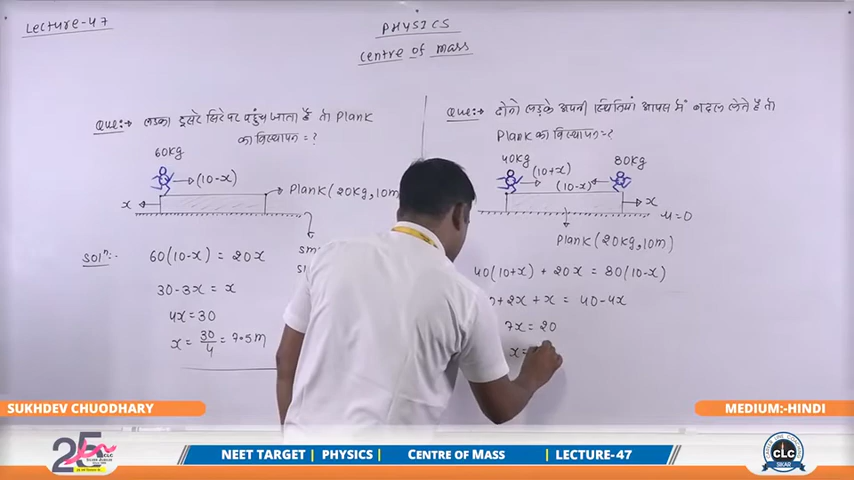 Lecture-47
PHYSICS
Centre of mass
Que:→ लड़का दूसरे सिरे पर पहुंच जाता है तो Plank
का विस्थापन = ?
60kg
(10-x)
x
Plank (20kg, 10m
Solⁿ:-
60(10-x) = 20x
30-3x = x
4x = 30
x = 30/4 = 7.5m
Que:→ दोनो लड़के अपनी स्थितियां आपस में बदल लेते है तो
Plank का विस्थापन = ?
40kg
80kg
(10+x)
(10-x)
x
μ=0
Plank (20kg, 10m)
40(10+x) + 20x = 80(10-x)
+2x + x = 40-4x
7x = 20
x =
SUKHDEV CHUODHARY
MEDIUM:-HINDI
25
CLC
NEET TARGET | PHYSICS | CENTRE OF MASS | LECTURE-47
CLC
SIKAR